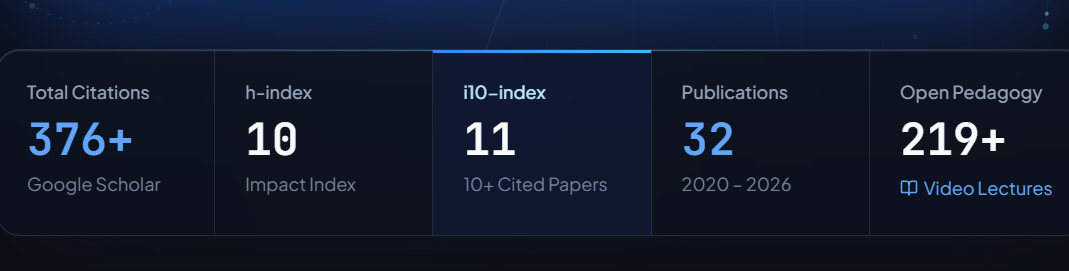 Total Citations
376+
Google Scholar
h-index
10
Impact Index
i10-index
11
10+ Cited Papers
Publications
32
2020 – 2026
Open Pedagogy
219+
Video Lectures